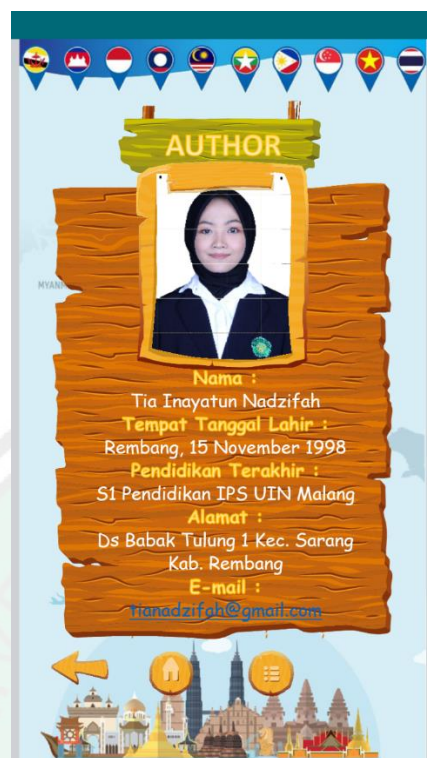 AUTHOR
MYANM
Nama :
Tia Inayatun Nadzifah
Tempat Tanggal Lahir :
Rembang, 15 November 1998
Pendidikan Terakhir :
S1 Pendidikan IPS UIN Malang
Alamat :
Ds Babak Tulung 1 Kec. Sarang
Kab. Rembang
E-mail :
tianadzifah@gmail.com